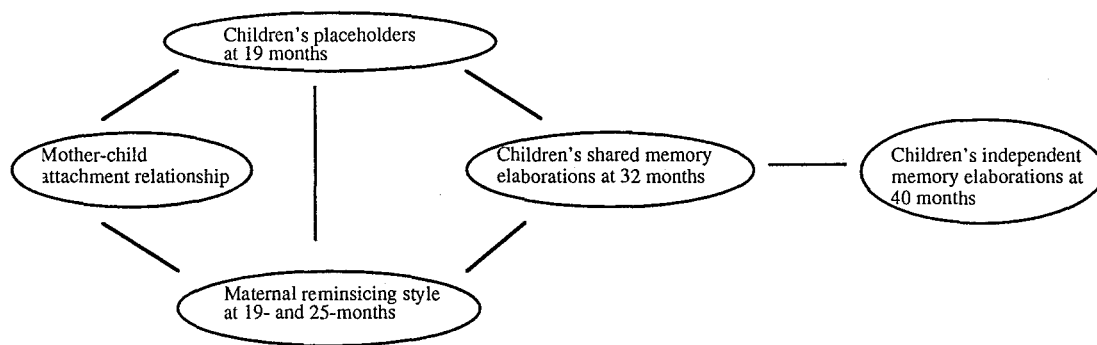 Children's placeholders
at 19 months
Mother-child
attachment relationship
Children's shared memory
elaborations at 32 months
Children's independent
memory elaborations at
40 months
Maternal reminsicing style
at 19- and 25-months